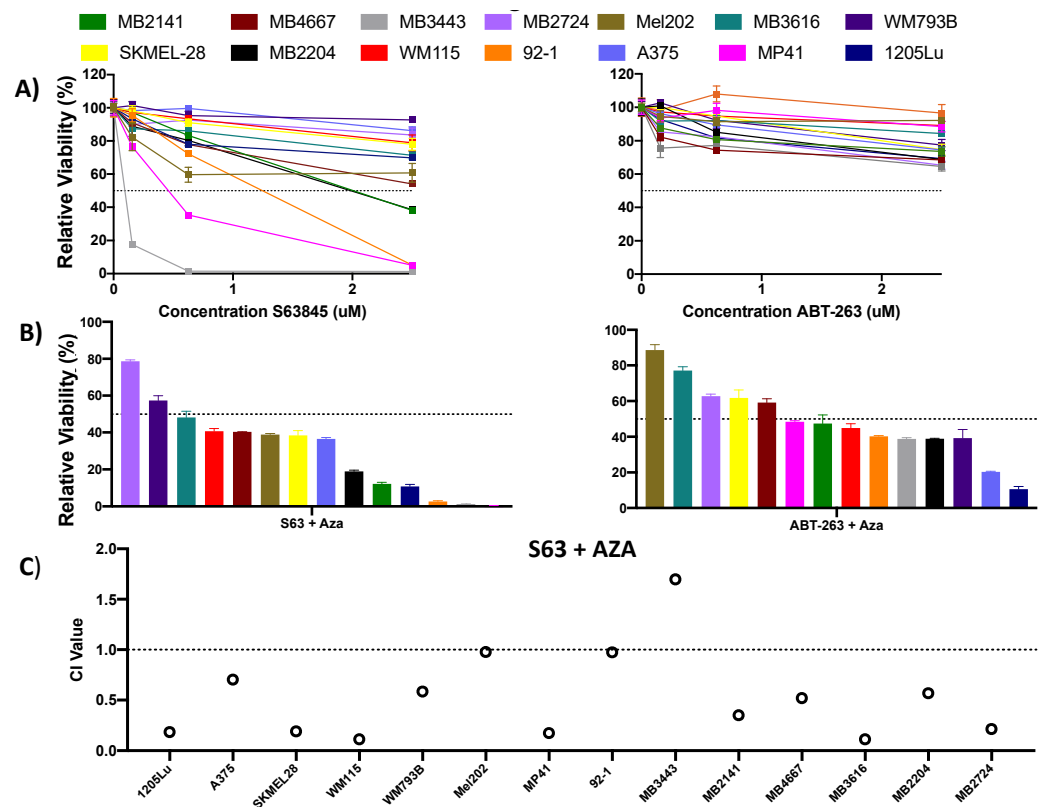 MB2141 MB4667 MB3443 MB2724 Mel202 MB3616 WM793B
SKMEL-28 MB2204 WM115 92-1 A375 MP41 1205Lu
A)
Relative Viability (%)
120
100
80
60
40
20
0
0 1 2
Concentration S63845 (uM)
120
100
80
60
40
20
0
0 1 2
Concentration ABT-263 (uM)
B)
Relative Viability (%)
100
80
60
40
20
0
S63 + Aza
100
80
60
40
20
0
ABT-263 + Aza
C)
S63 + AZA
CI Value
2.0
1.5
1.0
0.5
0.0
1205Lu A375 SKMEL28 WM115 WM793B Mel202 MP41 92-1 MB3443 MB2141 MB4667 MB3616 MB2204 MB2724